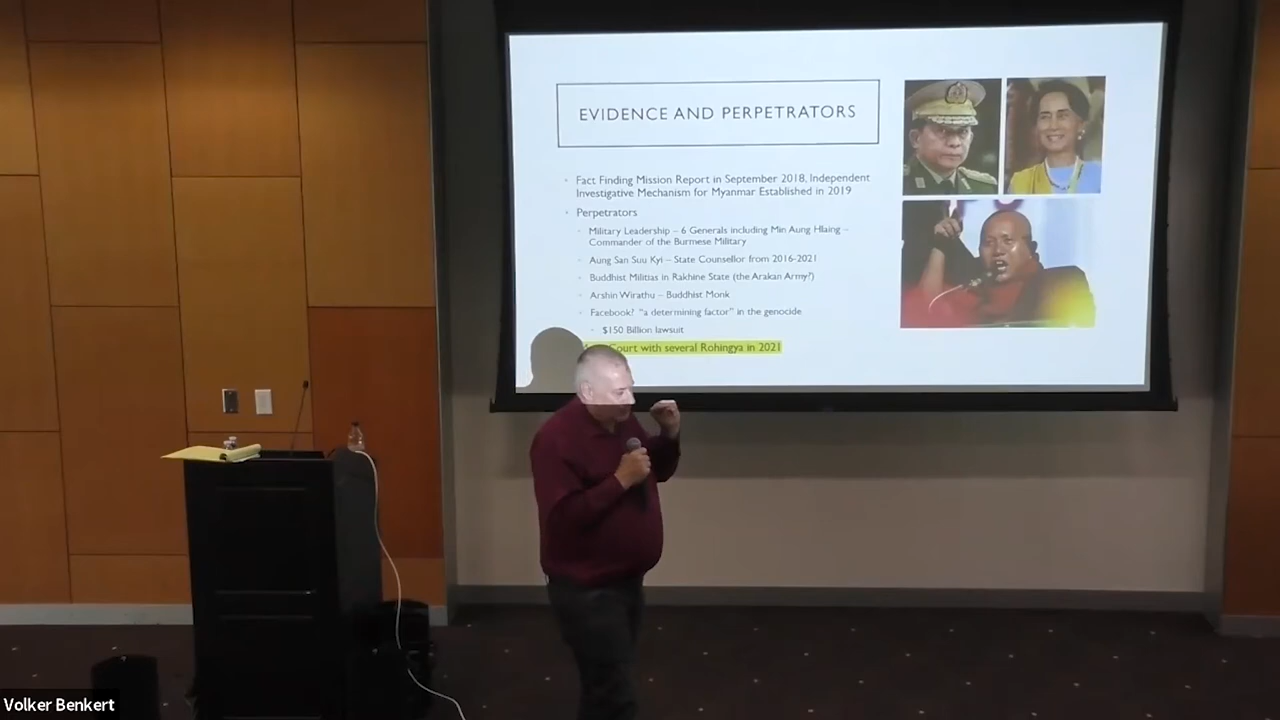 EVIDENCE AND PERPETRATORS
• Fact Finding Mission Report in September 2018, Independent
Investigative Mechanism for Myanmar Established in 2019
• Perpetrators
• Military Leadership – 6 Generals including Min Aung Hlaing –
Commander of the Burmese Military
• Aung San Suu Kyi – State Counsellor from 2016-2021
• Buddhist Militias in Rakhine State (the Arakan Army?)
• Arshin Wirathu – Buddhist Monk
• Facebook? "a determining factor" in the genocide
• $150 Billion lawsuit
Court with several Rohingya in 2021
Volker Benkert